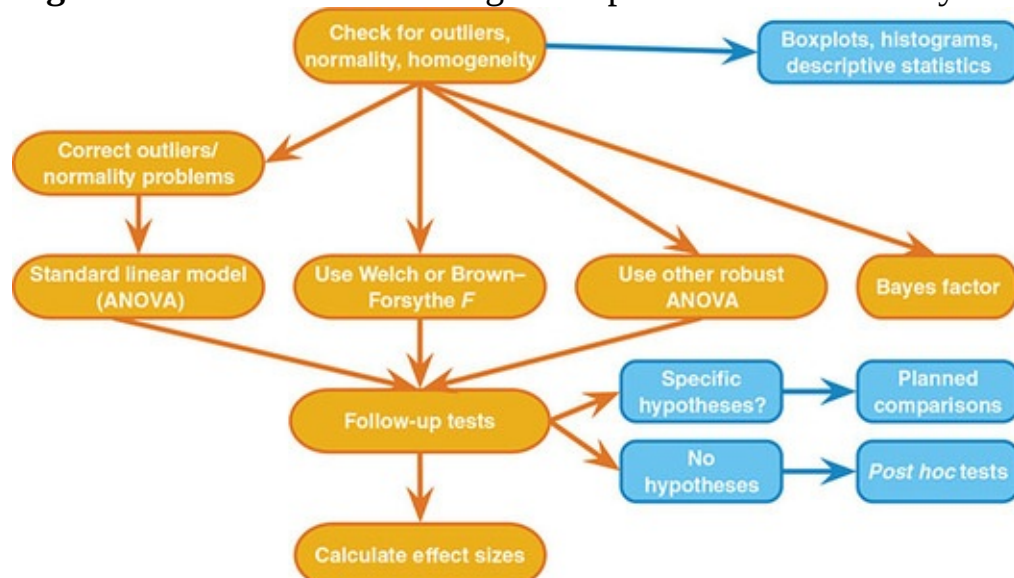 Check for outliers,
normality, homogeneity
Boxplots, histograms,
descriptive statistics
Correct outliers/
normality problems
Standard linear model
(ANOVA)
Use Welch or Brown–
Forsythe F
Use other robust
ANOVA
Bayes factor
Follow-up tests
Specific
hypotheses?
Planned
comparisons
No
hypotheses
Post hoc tests
Calculate effect sizes